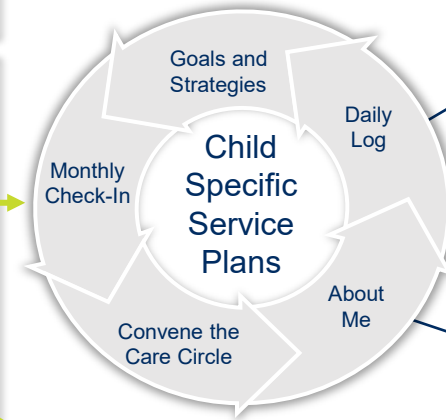 Goals and
Strategies
Daily
Log
Child
Specific
Service
Plans
Monthly
Check-In
About
Me
Convene the
Care Circle